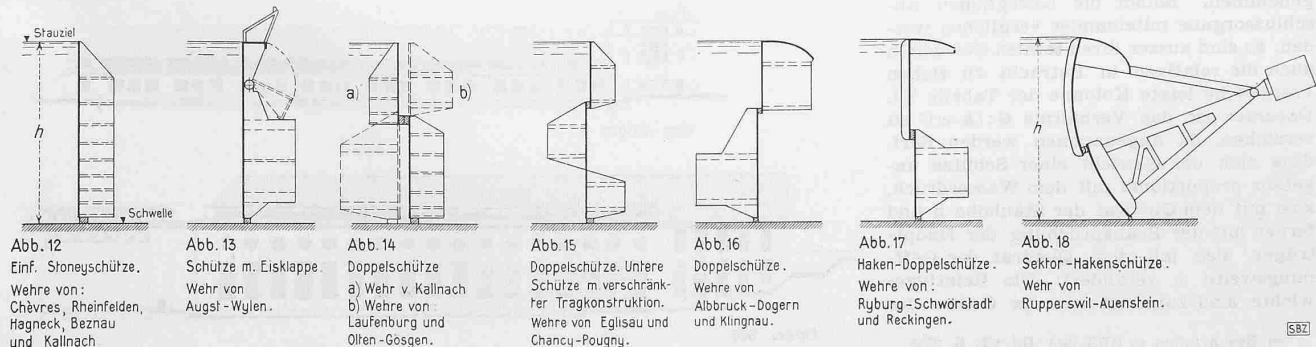 Stauziel
h
Schwelle
a)
b)
h
Abb. 12
Einf. Stoneyschütze.
Wehre von:
Chèvres, Rheinfelden,
Hagneck, Beznau
und Kallnach
Abb. 13
Schütze m. Eisklappe.
Wehr von
Augst-Wylen.
Abb. 14
Doppelschütze
a) Wehr v. Kallnach
b) Wehre von:
Laufenburg und
Olten-Gösgen.
Abb. 15
Doppelschütze. Untere
Schütze m. verschränk-
ter Tragkonstruktion.
Wehre von Eglisau und
Chancy-Pougny.
Abb. 16
Doppelschütze.
Wehre von
Albbruck-Dogern
und Klingnau.
Abb. 17
Haken-Doppelschütze.
Wehre von:
Ryburg-Schwörstadt
und Reckingen.
Abb. 18
Sektor-Hakenschütze.
Wehr von
Rupperswil-Auenstein.
SBZ